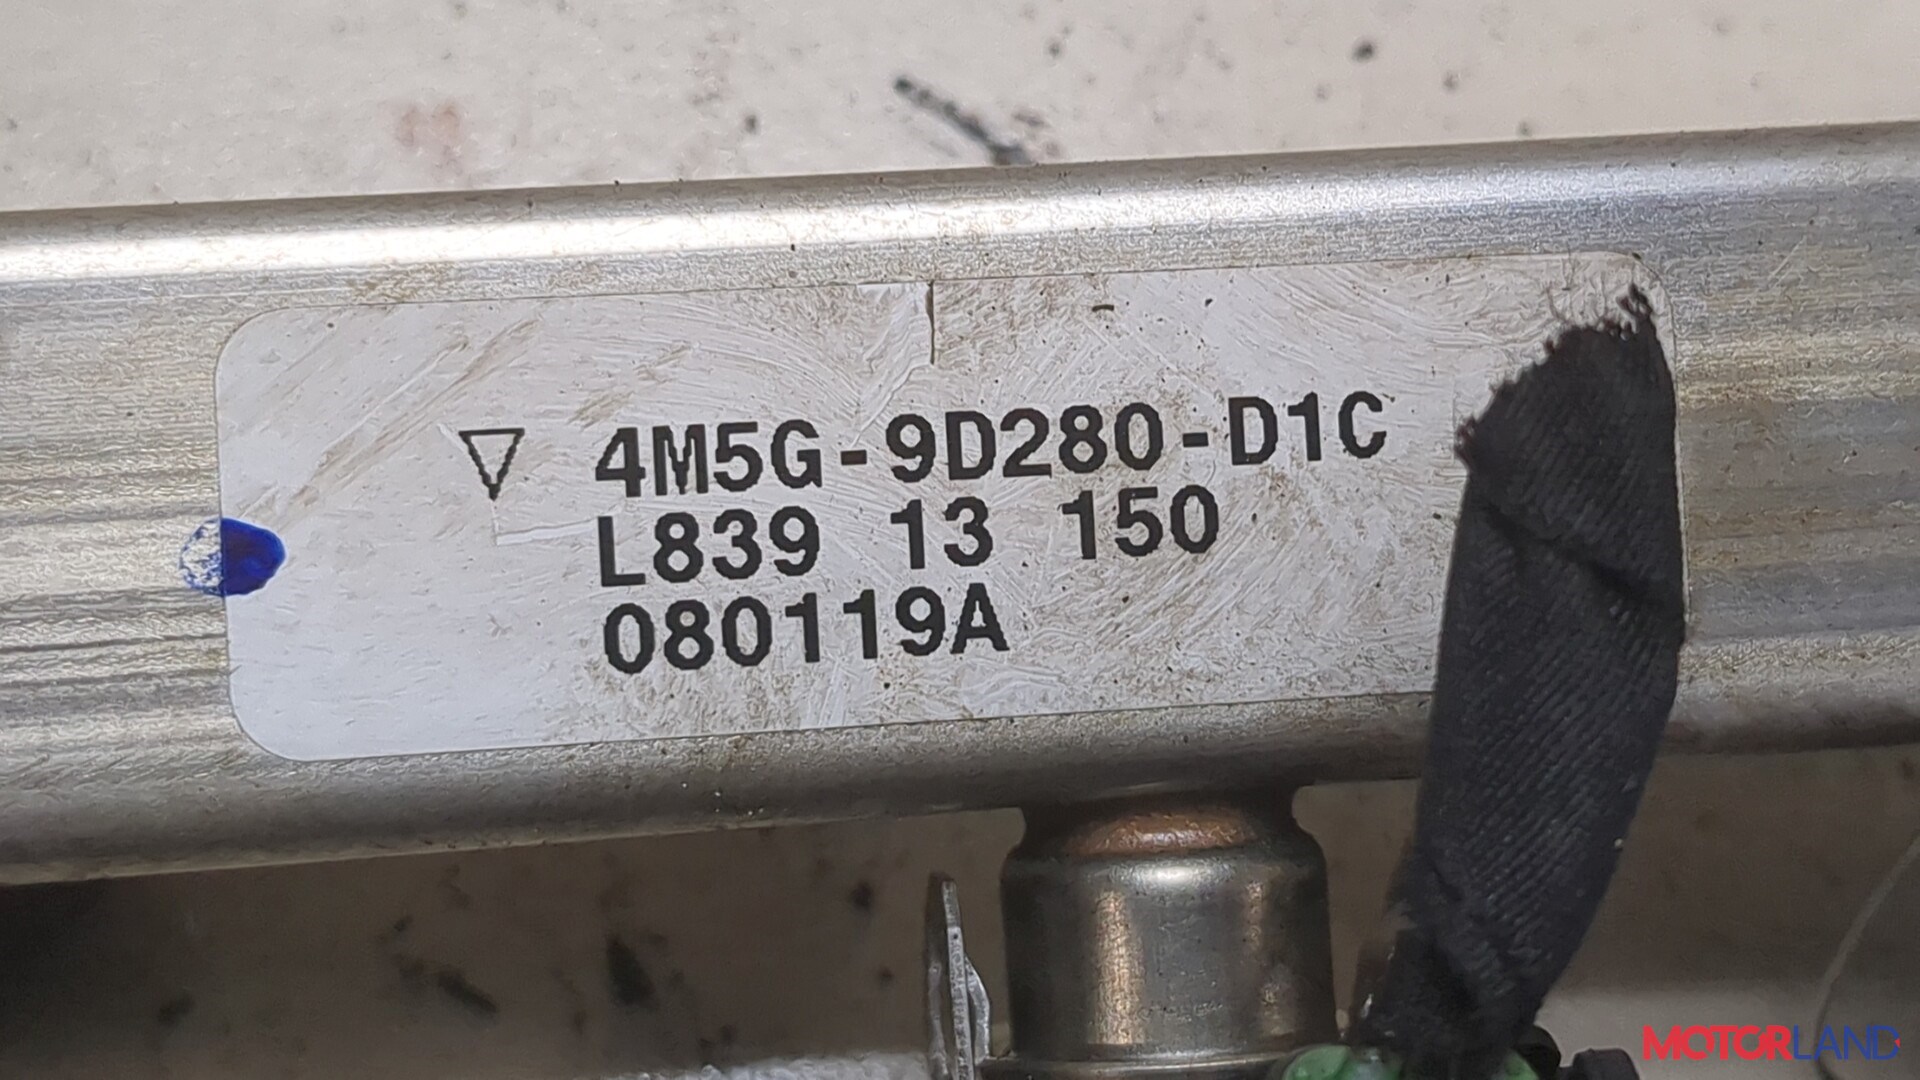 ▽ 4M5G-9D280-D1C
L839 13 150
080119A
MOTORLAND